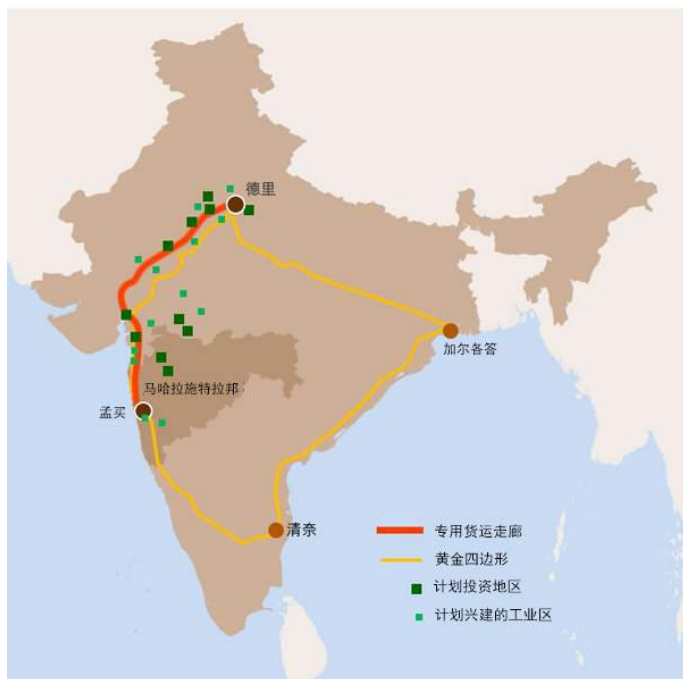 德里
加尔各答
马哈拉施特拉邦
孟买
清奈
专用货运走廊
黄金四边形
计划投资地区
计划兴建的工业区